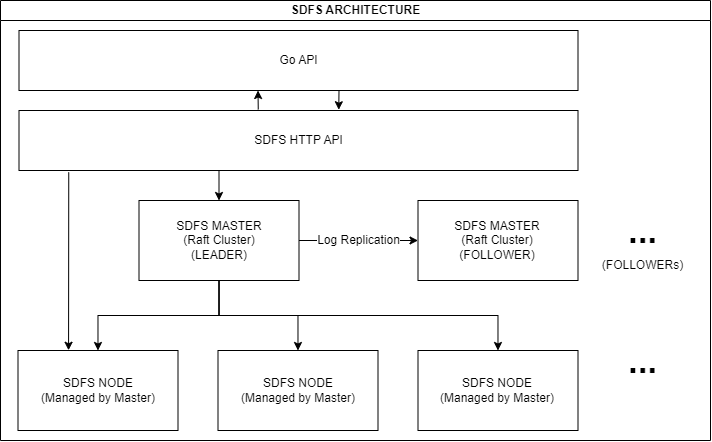 SDFS ARCHITECTURE
Go API
SDFS HTTP API
SDFS MASTER
(Raft Cluster)
(LEADER)
Log Replication
SDFS MASTER
(Raft Cluster)
(FOLLOWER)
...
(FOLLOWERs)
SDFS NODE
(Managed by Master)
SDFS NODE
(Managed by Master)
SDFS NODE
(Managed by Master)
...